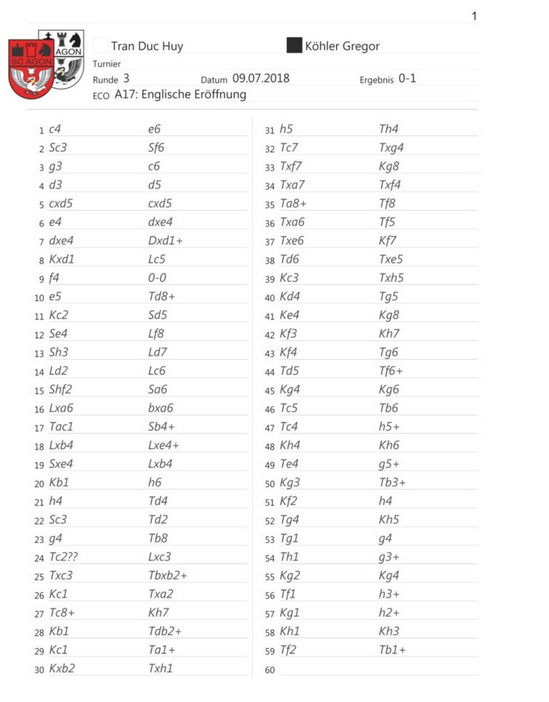 1
AGON
SC AGON
Tran Duc Huy
Köhler Gregor
Turnier
Runde 3 Datum 09.07.2018 Ergebnis 0-1
ECO A17: Englische Eröffnung
1 c4 e6
2 Sc3 Sf6
3 g3 c6
4 d3 d5
5 cxd5 cxd5
6 e4 dxe4
7 dxe4 Dxd1+
8 Kxd1 Lc5
9 f4 0-0
10 e5 Td8+
11 Kc2 Sd5
12 Se4 Lf8
13 Sh3 Ld7
14 Ld2 Lc6
15 Shf2 Sa6
16 Lxa6 bxa6
17 Tac1 Sb4+
18 Lxb4 Lxe4+
19 Sxe4 Lxb4
20 Kb1 h6
21 h4 Td4
22 Sc3 Td2
23 g4 Tb8
24 Tc2?? Lxc3
25 Txc3 Tbxb2+
26 Kc1 Txa2
27 Tc8+ Kh7
28 Kb1 Tdb2+
29 Kc1 Ta1+
30 Kxb2 Txh1
31 h5 Th4
32 Tc7 Txg4
33 Txf7 Kg8
34 Txa7 Txf4
35 Ta8+ Tf8
36 Txa6 Tf5
37 Txe6 Kf7
38 Td6 Txe5
39 Kc3 Txh5
40 Kd4 Tg5
41 Ke4 Kg8
42 Kf3 Kh7
43 Kf4 Tg6
44 Td5 Tf6+
45 Kg4 Kg6
46 Tc5 Tb6
47 Tc4 h5+
48 Kh4 Kh6
49 Te4 g5+
50 Kg3 Tb3+
51 Kf2 h4
52 Tg4 Kh5
53 Tg1 g4
54 Th1 g3+
55 Kg2 Kg4
56 Tf1 h3+
57 Kg1 h2+
58 Kh1 Kh3
59 Tf2 Tb1+
60